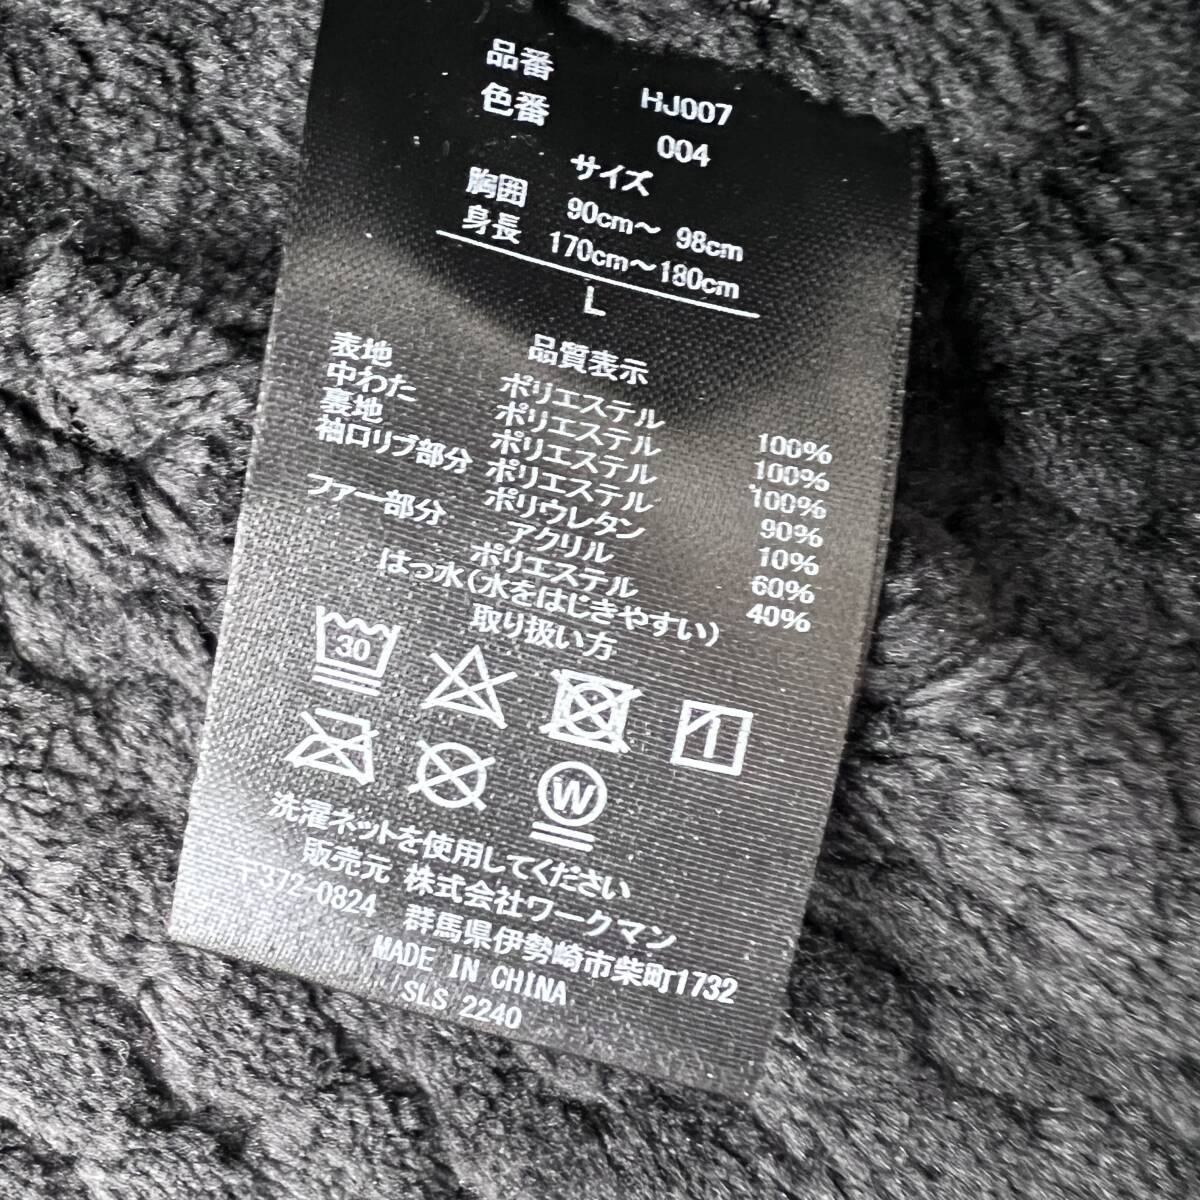 品番 HJ007
色番 004
サイズ
胸囲 90cm～ 98cm
身長 170cm～180cm
L
品質表示
表地 ポリエステル 100%
中わた ポリエステル 100%
裏地 ポリエステル 100%
袖口リブ部分 ポリエステル 90%
ポリウレタン 10%
ファー部分 アクリル 60%
ポリエステル 40%
はっ水(水をはじきやすい)
取り扱い方
30
W
洗濯ネットを使用してください
販売元 株式会社ワークマン
〒372-0824 群馬県伊勢崎市柴町1732
MADE IN CHINA
SLS 2240